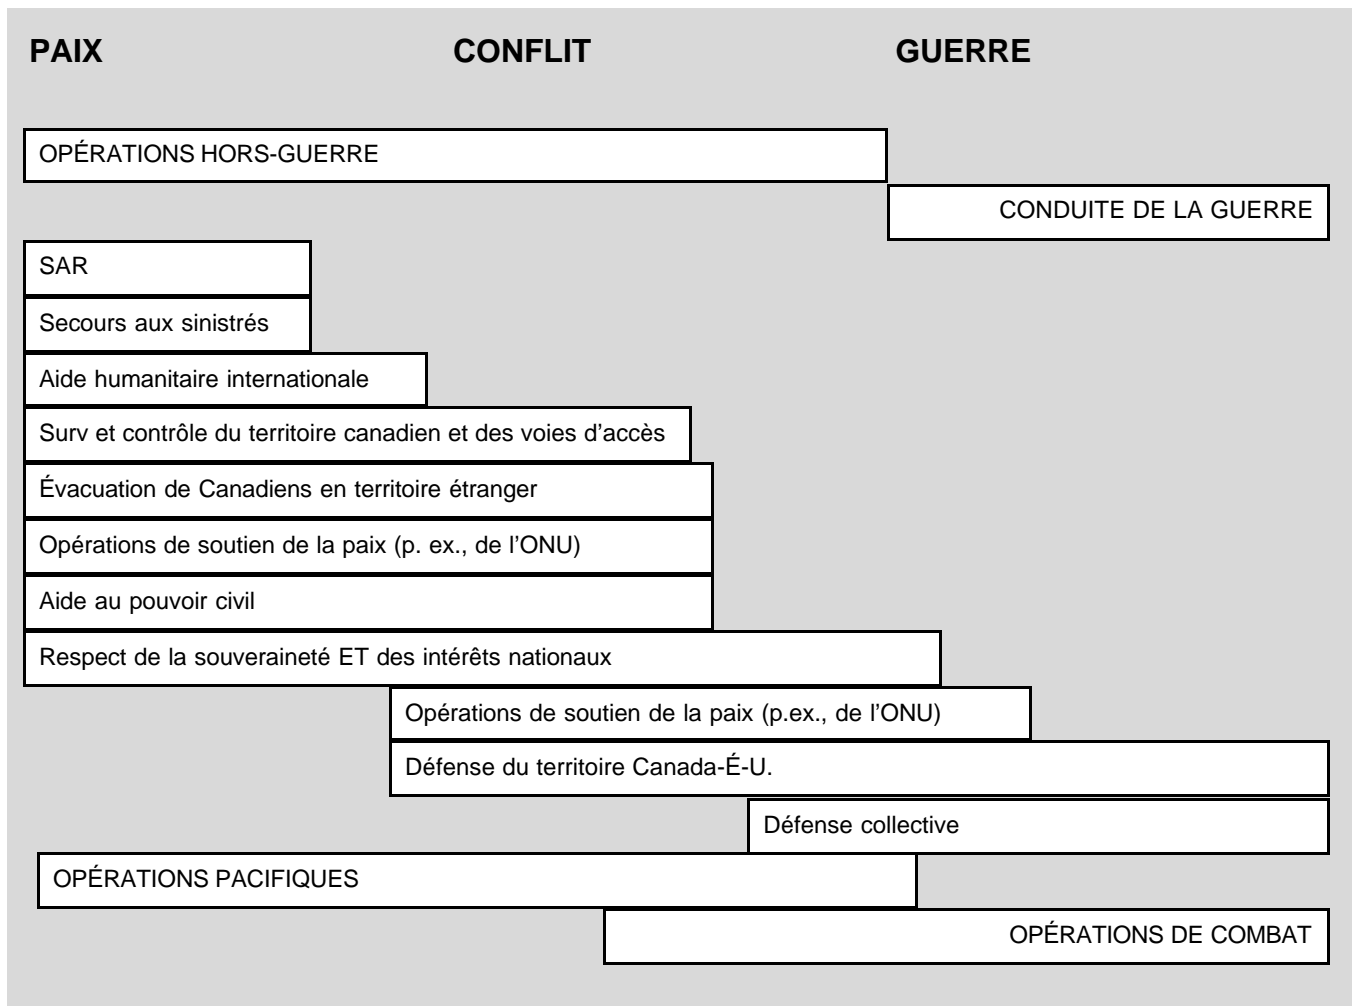 PAIX CONFLIT GUERRE
OPÉRATIONS HORS-GUERRE
CONDUITE DE LA GUERRE
SAR
Secours aux sinistrés
Aide humanitaire internationale
Surv et contrôle du territoire canadien et des voies d'accès
Évacuation de Canadiens en territoire étranger
Opérations de soutien de la paix (p. ex., de l'ONU)
Aide au pouvoir civil
Respect de la souveraineté ET des intérêts nationaux
Opérations de soutien de la paix (p.ex., de l'ONU)
Défense du territoire Canada-É-U.
Défense collective
OPÉRATIONS PACIFIQUES
OPÉRATIONS DE COMBAT